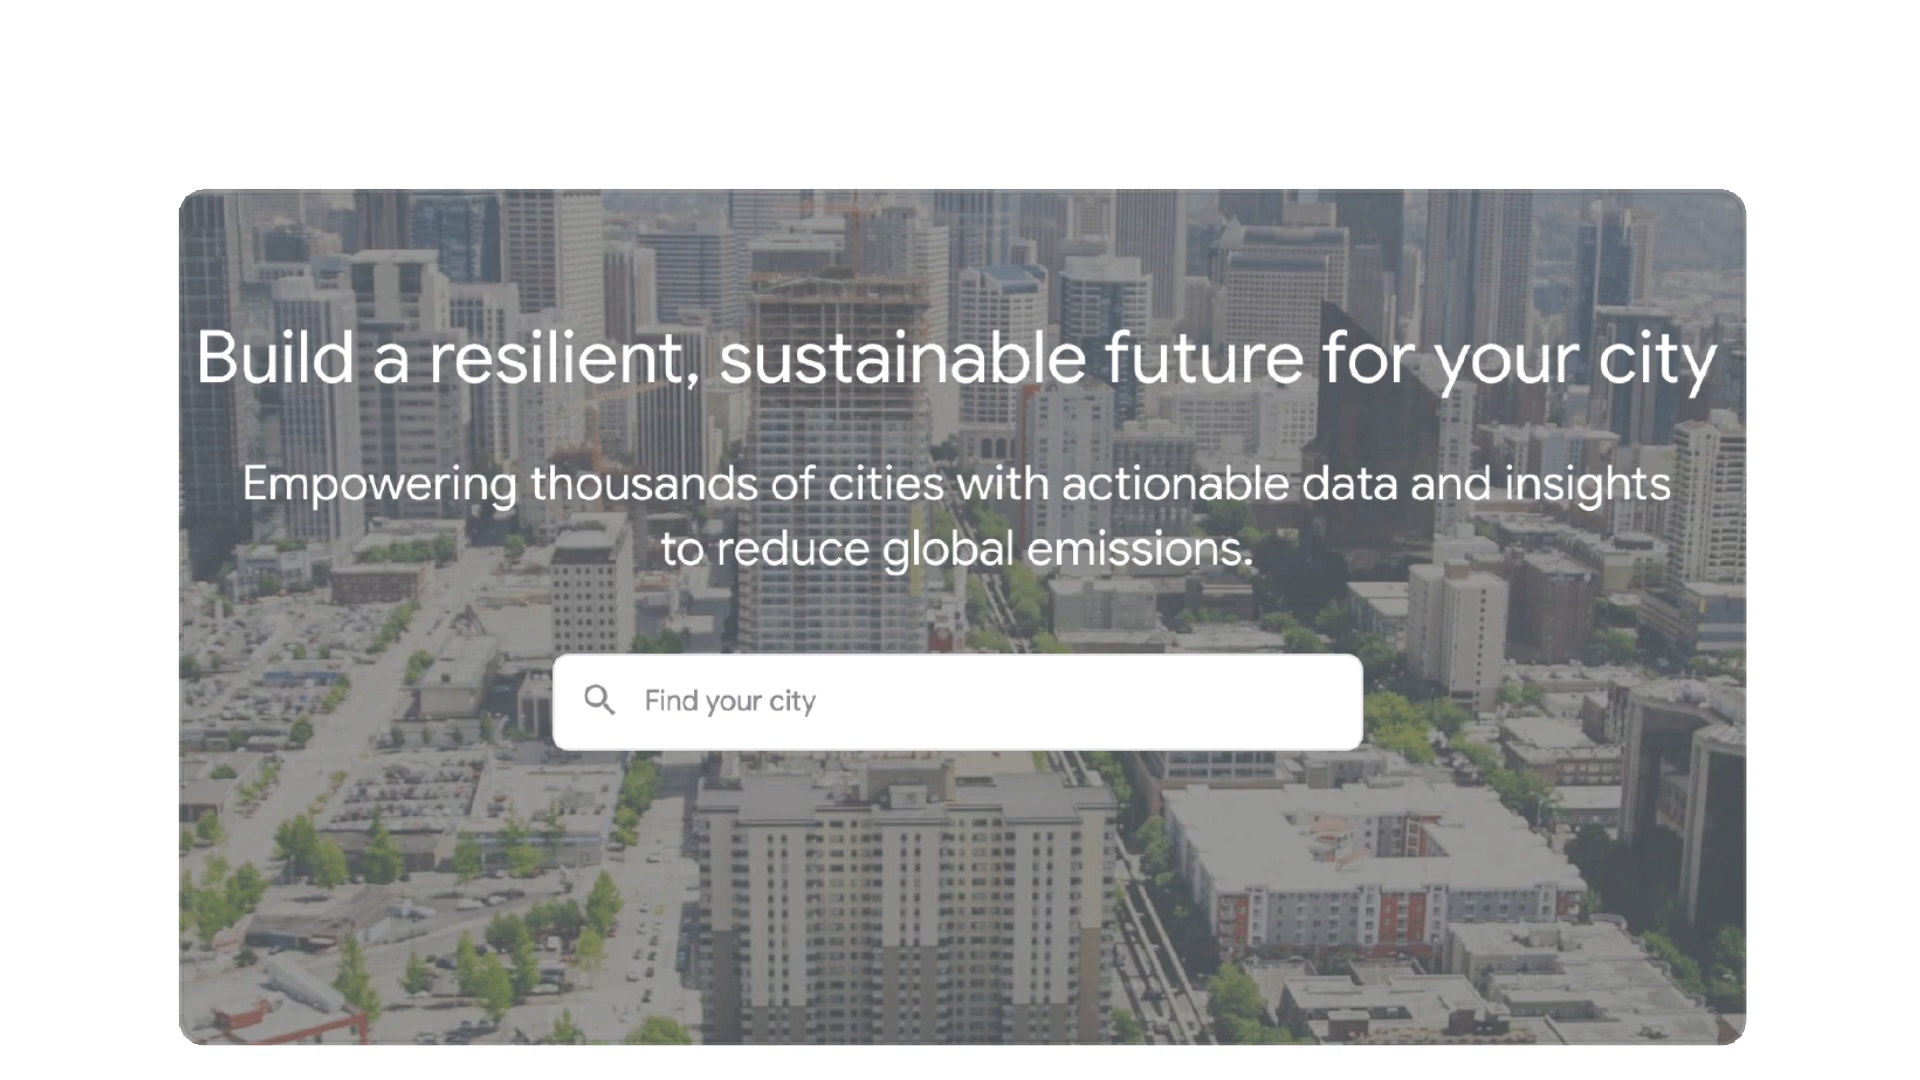 Build a resilient, sustainable future for your city
Empowering thousands of cities with actionable data and insights
to reduce global emissions.
Find your city